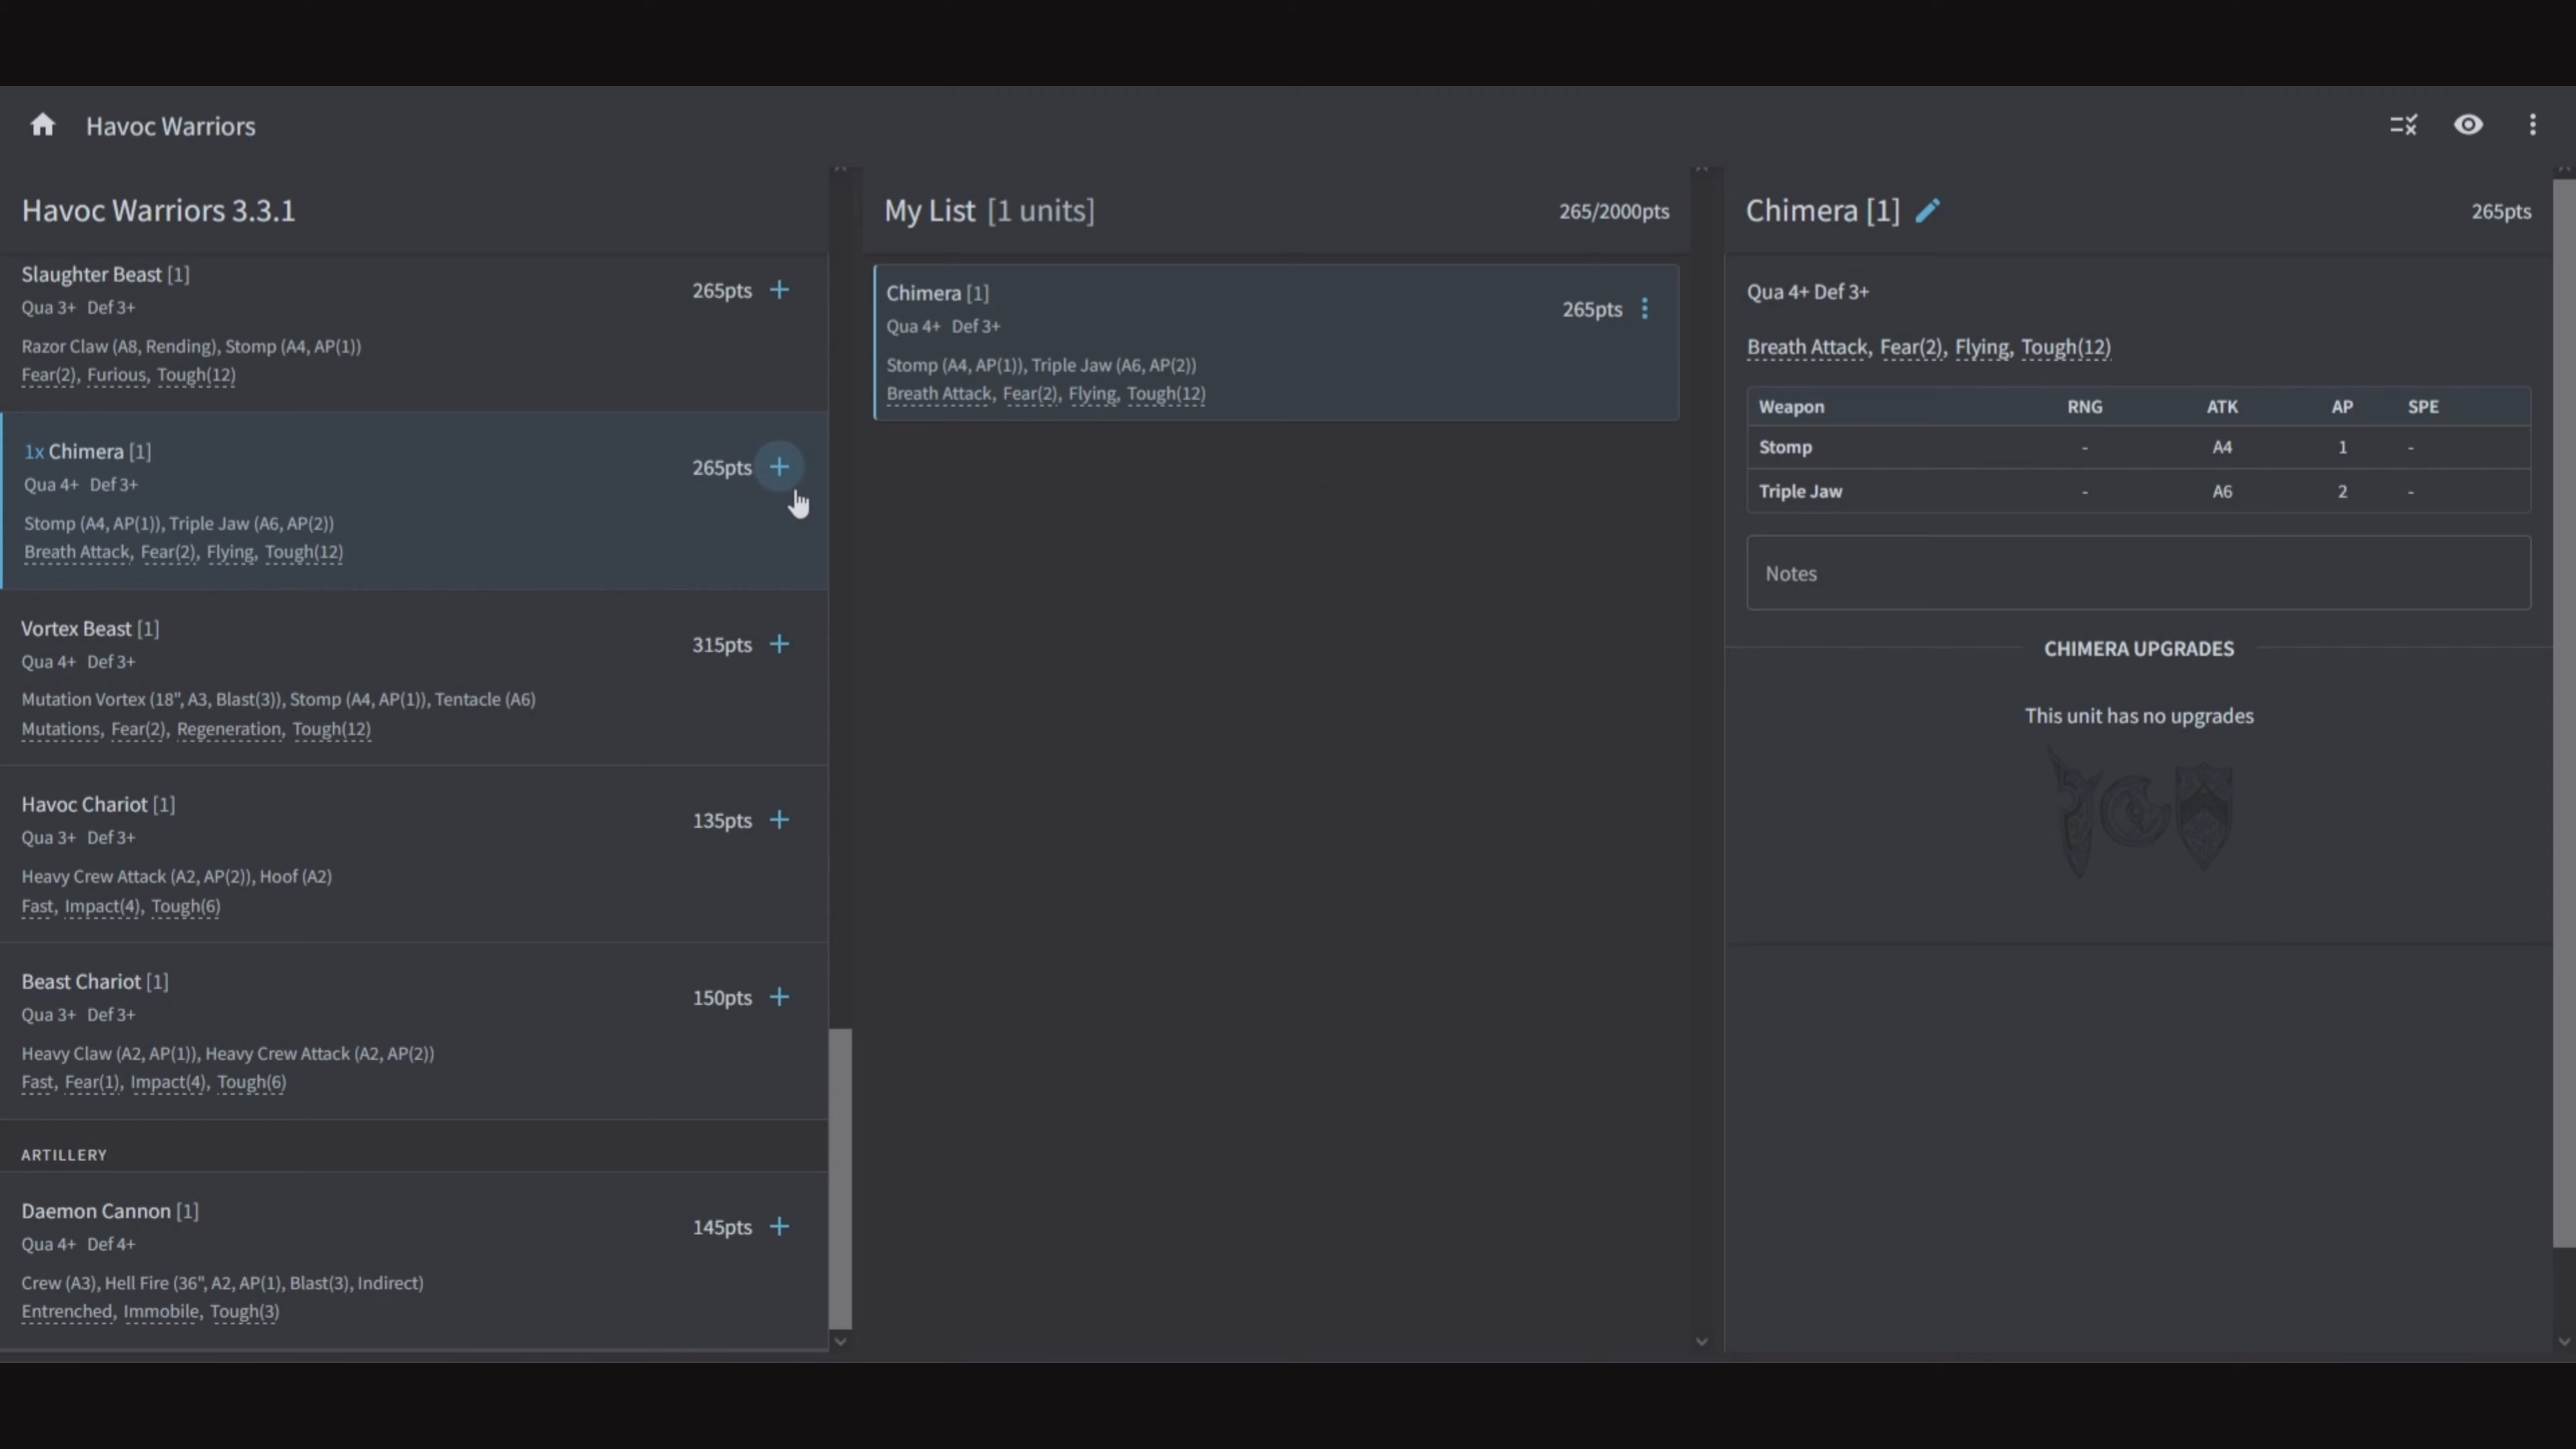 Havoc Warriors
Havoc Warriors 3.3.1
Slaughter Beast [1]
265pts
Qua 3+ Def 3+
Razor Claw (A8, Rending), Stomp (A4, AP(1))
Fear(2), Furious, Tough(12)
1x Chimera [1]
265pts
Qua 4+ Def 3+
Stomp (A4, AP(1)), Triple Jaw (A6, AP(2))
Breath Attack, Fear(2), Flying, Tough(12)
Vortex Beast [1]
315pts
Qua 4+ Def 3+
Mutation Vortex (18", A3, Blast(3)), Stomp (A4, AP(1)), Tentacle (A6)
Mutations, Fear(2), Regeneration, Tough(12)
Havoc Chariot [1]
135pts
Qua 3+ Def 3+
Heavy Crew Attack (A2, AP(2)), Hoof (A2)
Fast, Impact(4), Tough(6)
Beast Chariot [1]
150pts
Qua 3+ Def 3+
Heavy Claw (A2, AP(1)), Heavy Crew Attack (A2, AP(2))
Fast, Fear(1), Impact(4), Tough(6)
ARTILLERY
Daemon Cannon [1]
145pts
Qua 4+ Def 4+
Crew (A3), Hell Fire (36", A2, AP(1), Blast(3), Indirect)
Entrenched, Immobile, Tough(3)
My List [1 units]
265/2000pts
Chimera [1]
265pts
Qua 4+ Def 3+
Stomp (A4, AP(1)), Triple Jaw (A6, AP(2))
Breath Attack, Fear(2), Flying, Tough(12)
Chimera [1]
265pts
Qua 4+ Def 3+
Breath Attack, Fear(2), Flying, Tough(12)
Weapon RNG ATK AP SPE
Stomp - A4 1 -
Triple Jaw - A6 2 -
Notes
CHIMERA UPGRADES
This unit has no upgrades